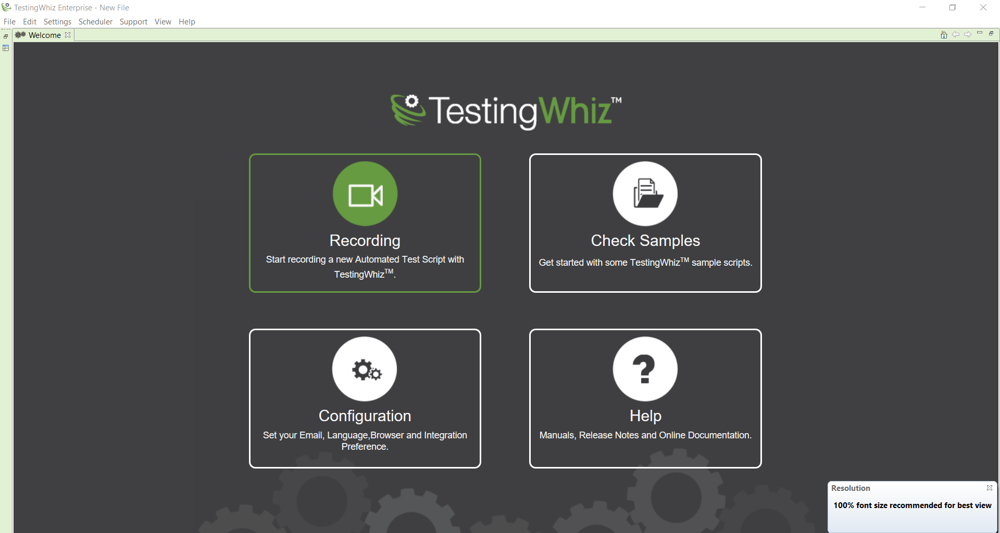 TestingWhiz Enterprise - New File
File Edit Settings Scheduler Support View Help
Welcome
TestingWhiz™
Recording
Start recording a new Automated Test Script with
TestingWhiz™.
Check Samples
Get started with some TestingWhiz™ sample scripts.
Configuration
Set your Email, Language,Browser and Integration
Preference.
Help
Manuals, Release Notes and Online Documentation.
Resolution
100% font size recommended for best view